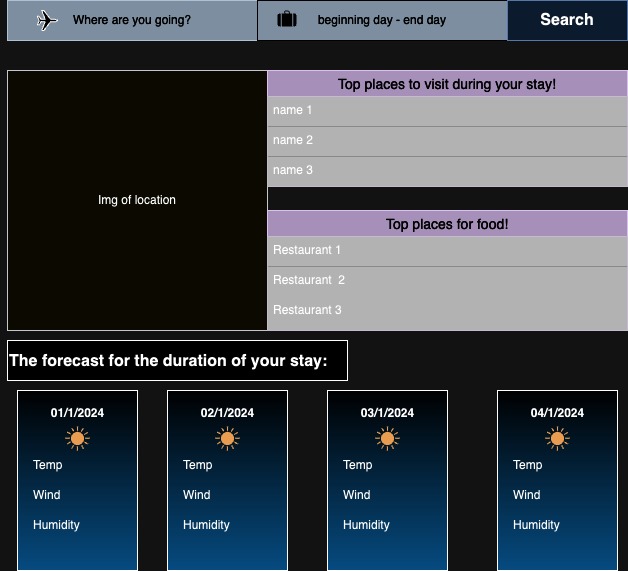 Where are you going?
beginning day - end day
Search
Img of location
Top places to visit during your stay!
name 1
name 2
name 3
Top places for food!
Restaurant 1
Restaurant  2
Restaurant 3
The forecast for the duration of your stay:
01/1/2024
Temp
Wind
Humidity
02/1/2024
Temp
Wind
Humidity
03/1/2024
Temp
Wind
Humidity
04/1/2024
Temp
Wind
Humidity